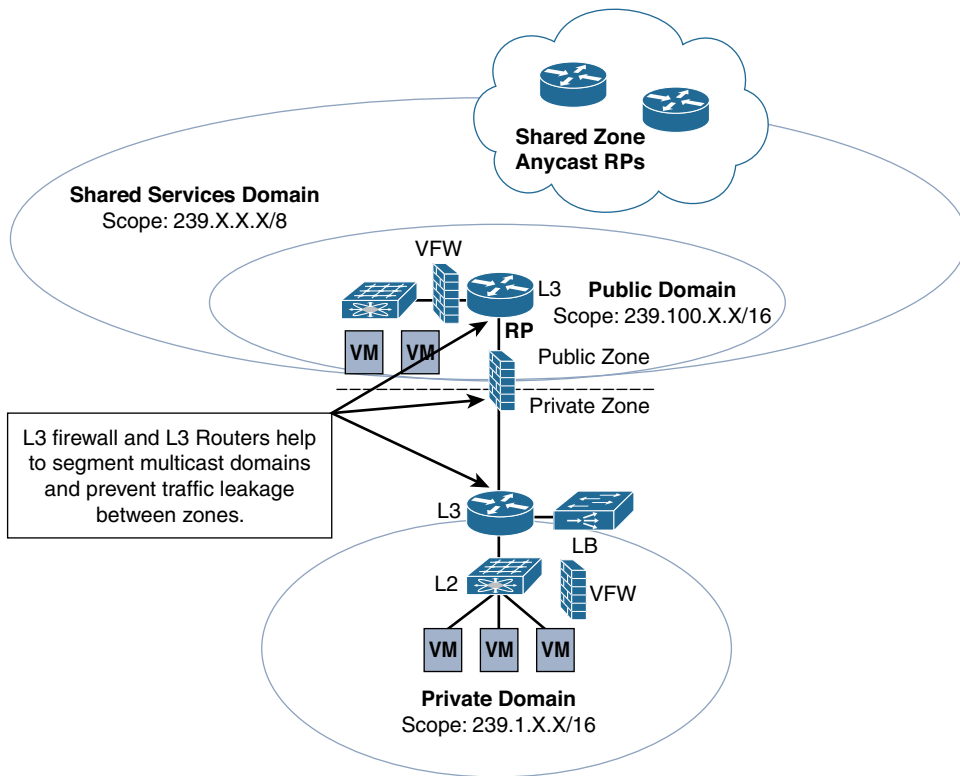 Shared Zone
Anycast RPs
Shared Services Domain
Scope: 239.X.X.X/8
VFW
L3
Public Domain
Scope: 239.100.X.X/16
RP
VM
VM
Public Zone
Private Zone
L3 firewall and L3 Routers help
to segment multicast domains
and prevent traffic leakage
between zones.
L3
LB
L2
VFW
VM
VM
VM
Private Domain
Scope: 239.1.X.X/16